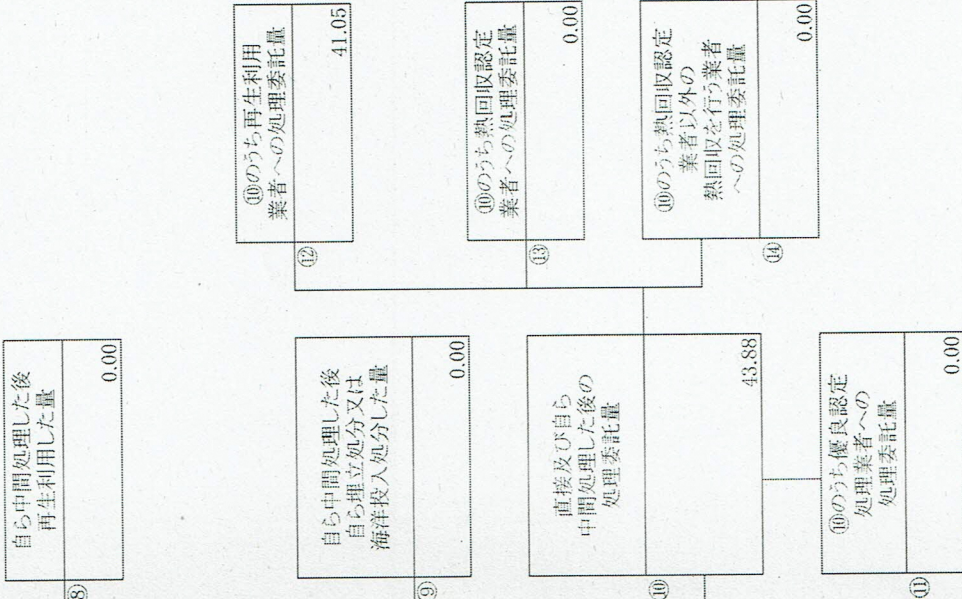 ⑧
自ら中間処理した後
再生利用した量
0.00
⑨
自ら中間処理した後
自ら埋立処分又は
海洋投入処分した量
0.00
⑩
直接及び自ら
中間処理した後の
処理委託量
43.88
⑪
⑩のうち優良認定
処理業者への
処理委託量
0.00
⑫
⑩のうち再生利用
業者への処理委託量
41.05
⑬
⑩のうち熱回収認定
業者への処理委託量
0.00
⑭
⑩のうち熱回収認定
業者以外の
熱回収を行う業者
への処理委託量
0.00